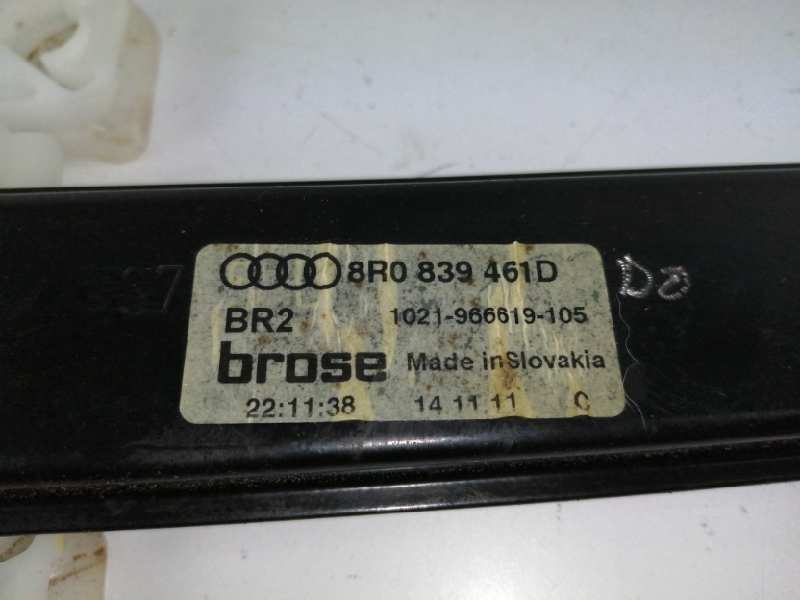 8R0 839 461D
BR2 1021-966619-105
brose Made in Slovakia
22:11:38 14 11 11 C